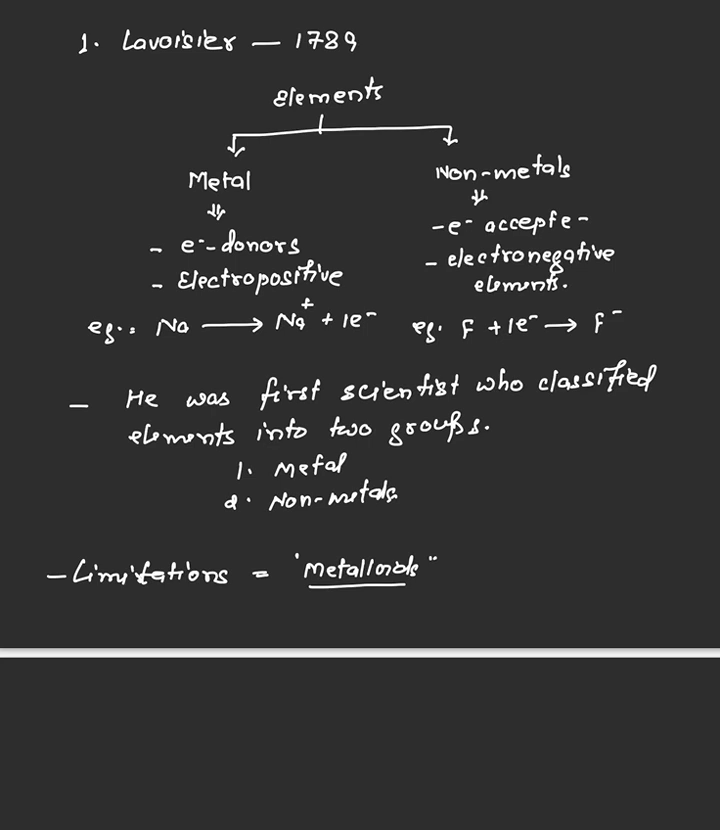 1. Lavoisier — 1789
Elements
Metal
Non-metals
- e⁻-donors
- Electropositive
- e⁻ accepte-
- electronegative
elements.
eg.: Na → Na⁺ + 1e⁻
eg. F + 1e⁻ → F⁻
- He was first scientist who classified
elements into two groups.
1. Metal
2. Non-metals
- Limitations = 'Metalloids"